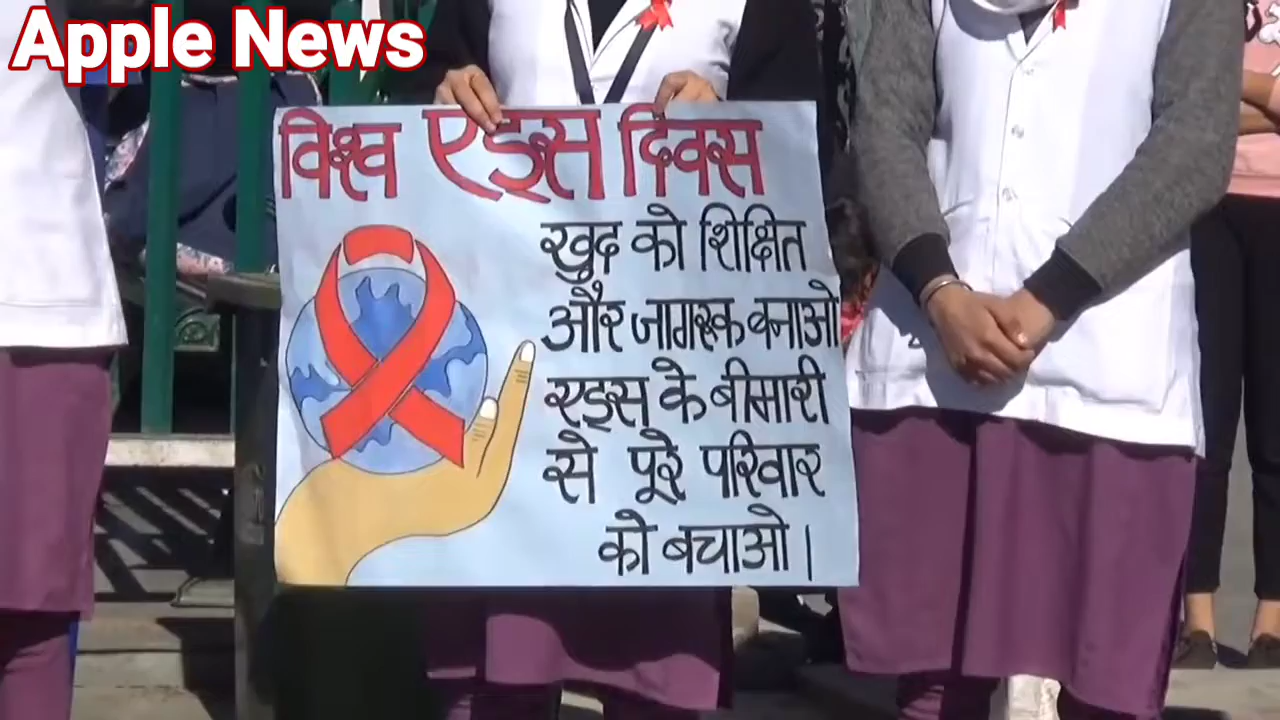 Apple News
विश्व एड्स दिवस
खुद को शिक्षित
और जागरूक बनाओ
एड्स के बीमारी
से पूरे परिवार
को बचाओ।